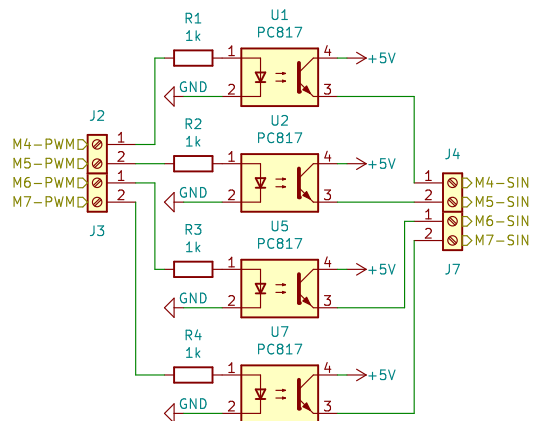 R1
1k
U1
PC817
1
2
4
3
+5V
GND
J2
M4-PWM
M5-PWM
1
2
R2
1k
U2
PC817
1
2
4
3
+5V
GND
M6-PWM
M7-PWM
1
2
J3
J4
1
2
M4-SIN
M5-SIN
1
2
M6-SIN
M7-SIN
J7
R3
1k
U5
PC817
1
2
4
3
+5V
GND
R4
1k
U7
PC817
1
2
4
3
+5V
GND